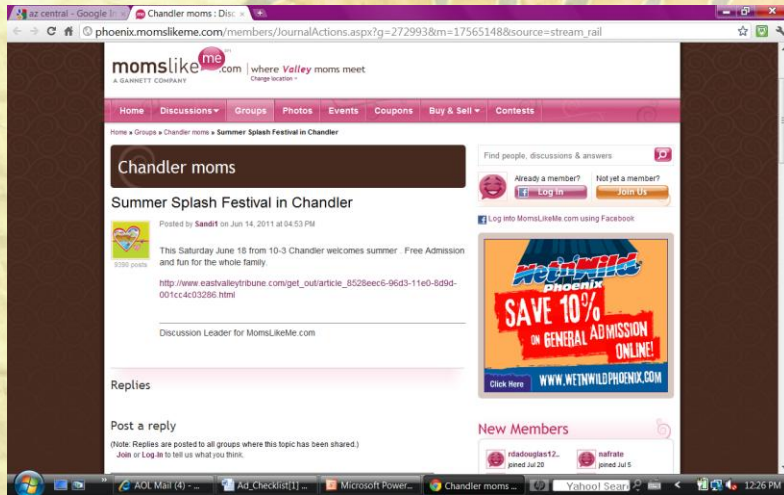 az central - Google In
Chandler moms : Disc
phoenix.momslikeme.com/members/JournalActions.aspx?g=272993&m=17565148&source=stream_rail
momslikeme.com
A GANNETT COMPANY
where Valley moms meet
Change location
Home Discussions Groups Photos Events Coupons Buy & Sell Contests
Home » Groups » Chandler moms » Summer Splash Festival in Chandler
Chandler moms
Summer Splash Festival in Chandler
Posted by Sandi1 on Jun 14, 2011 at 04:53 PM
9390 posts
This Saturday June 18 from 10-3 Chandler welcomes summer . Free Admission
and fun for the whole family.
http://www.eastvalleytribune.com/get_out/article_8528eec6-96d3-11e0-8d9d-
001cc4c03286.html
Discussion Leader for MomsLikeMe.com
Replies
Post a reply
(Note: Replies are posted to all groups where this topic has been shared.)
Join or Log-In to tell us what you think.
Find people, discussions & answers
Already a member? Not yet a member?
Log In Join Us
Log into MomsLikeMe.com using Facebook
Wet'n'Wild
Phoenix
SAVE 10%
ON GENERAL ADMISSION
ONLINE!
Click Here WWW.WETNWILDPHOENIX.COM
New Members
rdadouglas12..
joined Jul 20
nafrate
joined Jul 5
AOL Mail (4) - ...
Ad_Checklist[1] ...
Microsoft Power...
Chandler moms ...
Yahoo! Sear
12:26 PM